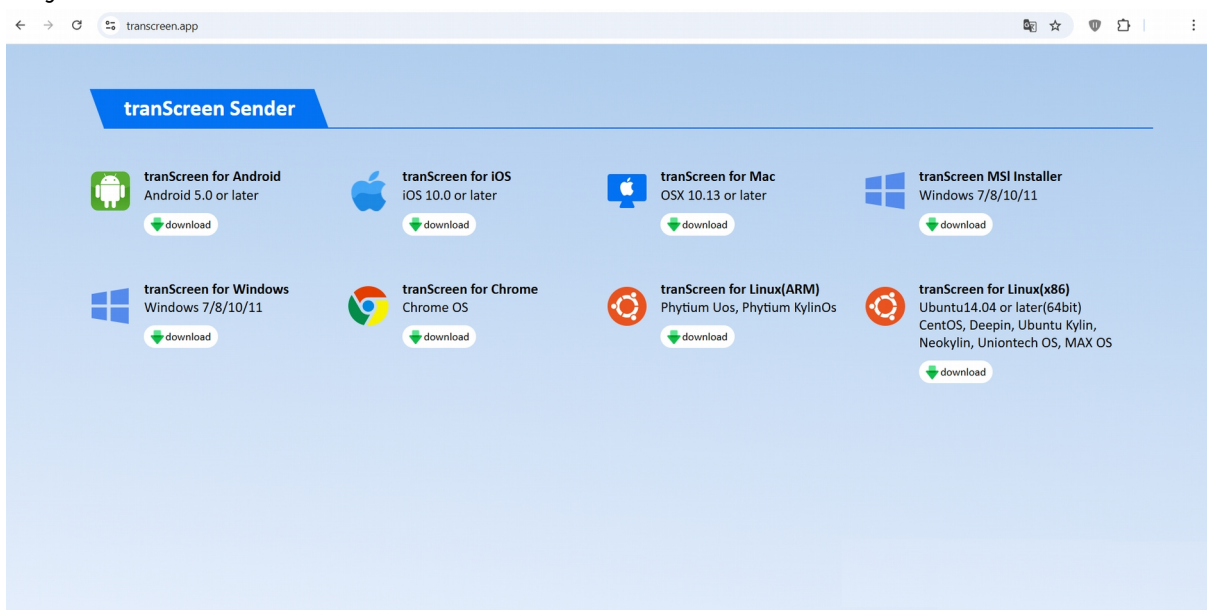 transcreen.app
tranScreen Sender
tranScreen for Android
Android 5.0 or later
download
tranScreen for iOS
iOS 10.0 or later
download
tranScreen for Mac
OSX 10.13 or later
download
tranScreen MSI Installer
Windows 7/8/10/11
download
tranScreen for Windows
Windows 7/8/10/11
download
tranScreen for Chrome
Chrome OS
download
tranScreen for Linux(ARM)
Phytium Uos, Phytium KylinOs
download
tranScreen for Linux(x86)
Ubuntu14.04 or later(64bit)
CentOS, Deepin, Ubuntu Kylin,
Neokylin, Uniontech OS, MAX OS
download